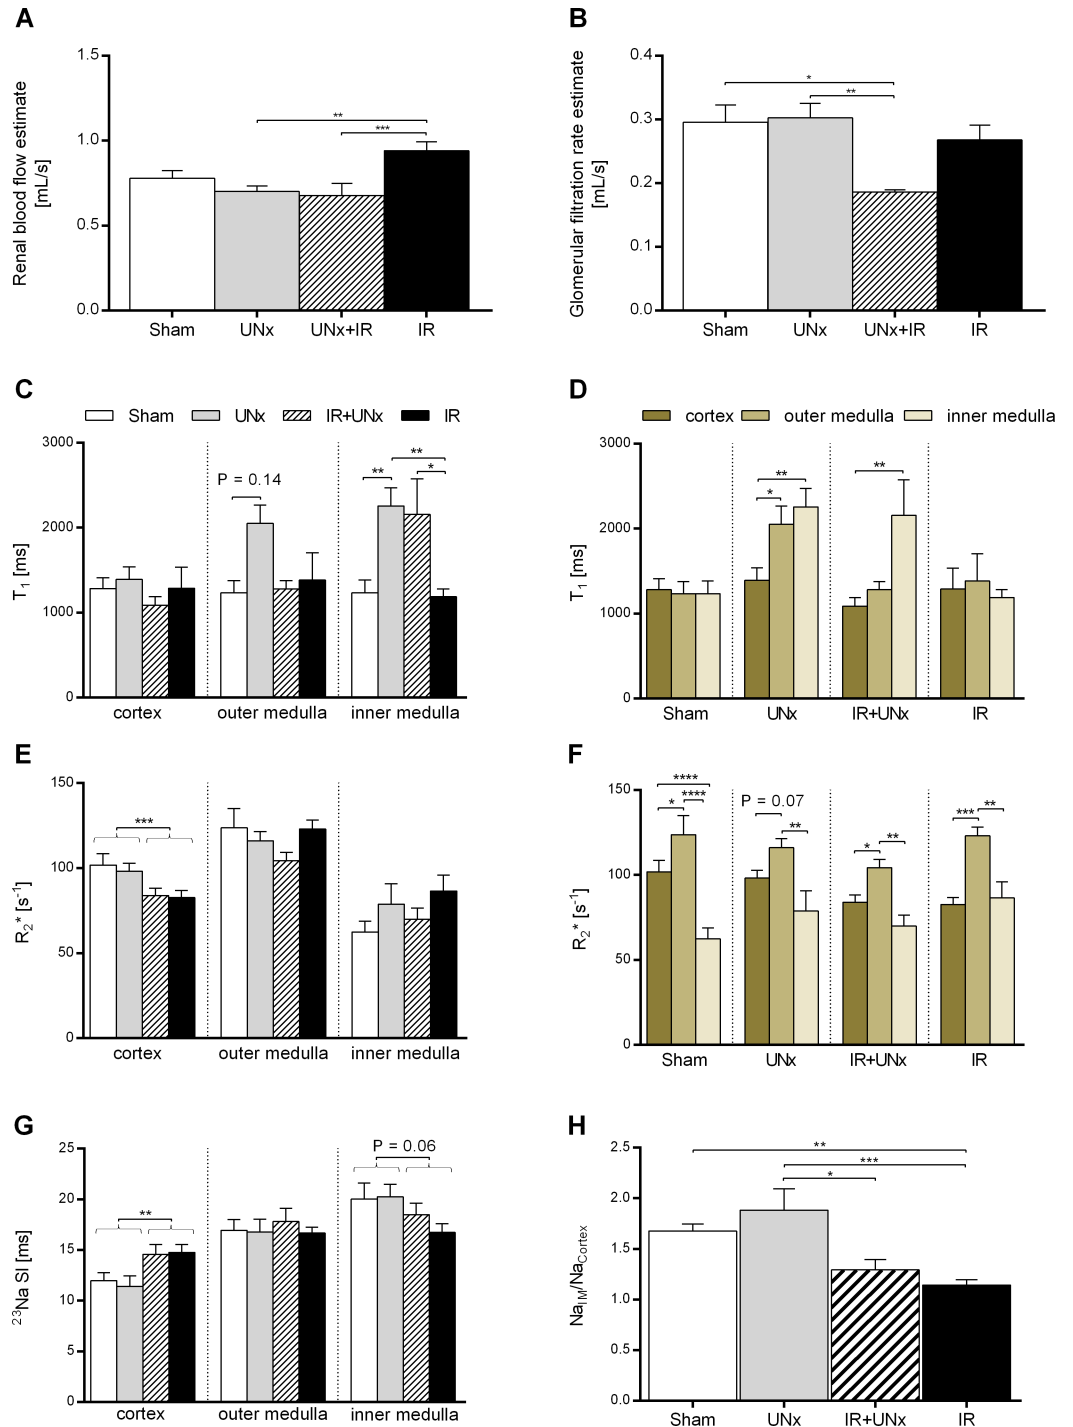 A
Renal blood flow estimate
[mL/s]
1.5
1.0
0.5
0.0
**
***
Sham UNx UNx+IR IR
B
Glomerular filtration rate estimate
[mL/s]
0.4
0.3
0.2
0.1
0.0
*
**
Sham UNx UNx+IR IR
C
Sham UNx IR+UNx IR
T1 [ms]
3000
2000
1000
0
P = 0.14
**
**
*
cortex outer medulla inner medulla
D
cortex outer medulla inner medulla
T1 [ms]
3000
2000
1000
0
**
*
**
Sham UNx IR+UNx IR
E
R2* [s-1]
150
100
50
0
***
cortex outer medulla inner medulla
F
R2* [s-1]
150
100
50
0
****
* ****
P = 0.07
**
* **
*** **
Sham UNx IR+UNx IR
G
23Na SI [ms]
25
20
15
10
5
0
**
P = 0.06
cortex outer medulla inner medulla
H
NaIM/NaCortex
2.5
2.0
1.5
1.0
0.5
0.0
**
***
*
Sham UNx IR+UNx IR